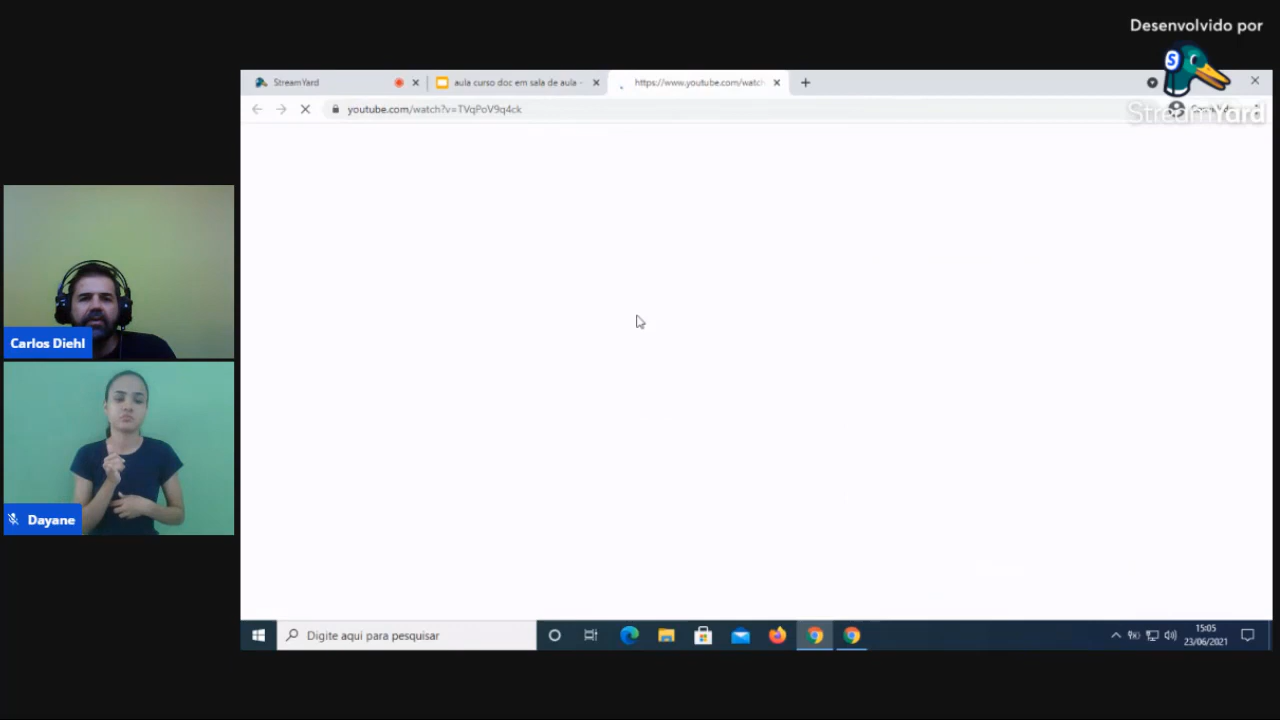 Desenvolvido por
StreamYard
StreamYard
aula curso doc em sala de aula -
https://www.youtube.com/watch
youtube.com/watch?v=TVqPoV9q4ck
Carlos Diehl
Dayane
Digite aqui para pesquisar
15:05
23/06/2021